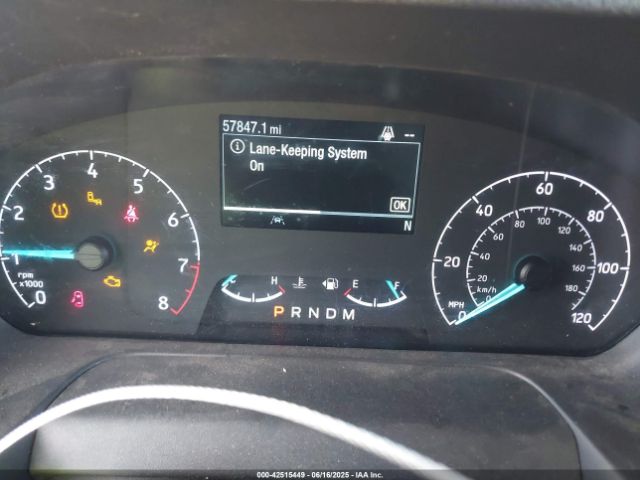 57847.1 mi --
Lane-Keeping System
On
OK
N
0 1 2 3 4 5 6 7 8
rpm
x1000
C H E F
P R N D M
0 20 40 60 80 100 120
0 20 40 60 80 100 120 160 180
MPH
km/h
00-42515449 - 06/16/2025 - IAA Inc.